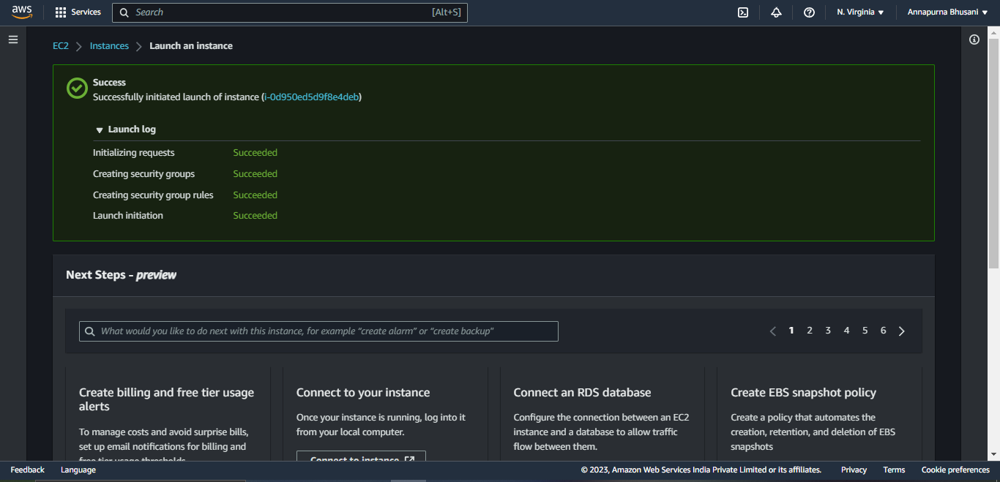 aws Services Search [Alt+S] N. Virginia Annapurna Bhusani
EC2 Instances Launch an instance
Success
Successfully initiated launch of instance (i-0d950ed5d9f8e4deb)
Launch log
Initializing requests Succeeded
Creating security groups Succeeded
Creating security group rules Succeeded
Launch initiation Succeeded
Next Steps - preview
What would you like to do next with this instance, for example "create alarm" or "create backup" 1 2 3 4 5 6
Create billing and free tier usage
alerts
To manage costs and avoid surprise bills,
set up email notifications for billing and
free tier usage thresholds.
Connect to your instance
Once your instance is running, log into it
from your local computer.
Connect to instance
Connect an RDS database
Configure the connection between an EC2
instance and a database to allow traffic
flow between them.
Create EBS snapshot policy
Create a policy that automates the
creation, retention, and deletion of EBS
snapshots
Feedback Language © 2023, Amazon Web Services India Private Limited or its affiliates. Privacy Terms Cookie preferences